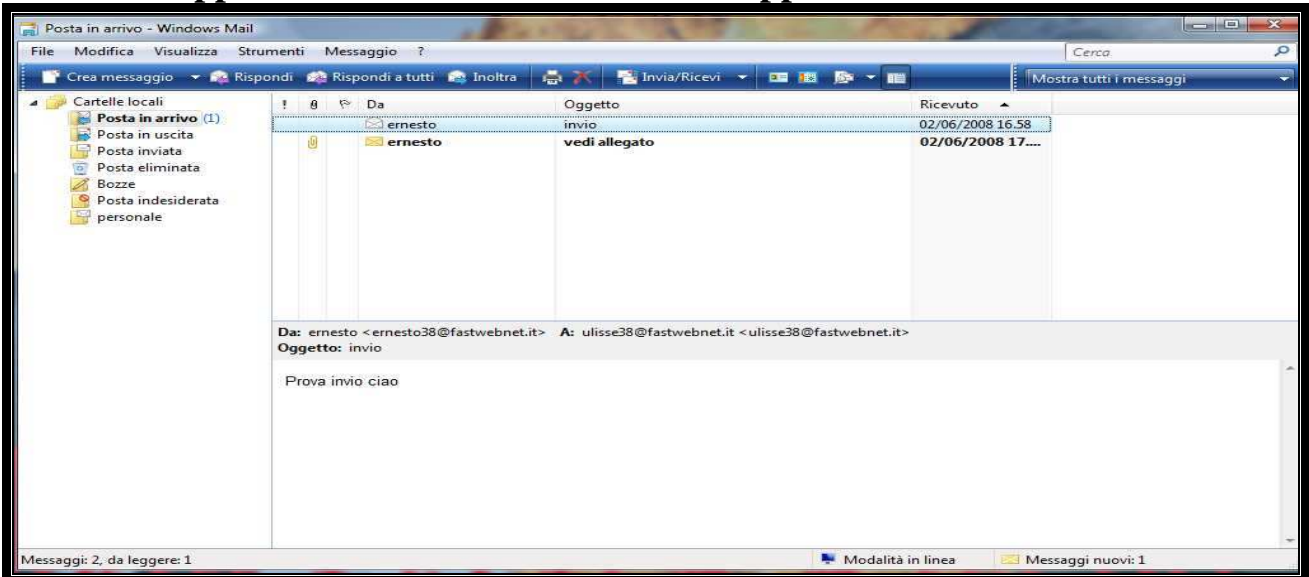 Posta in arrivo - Windows Mail
File Modifica Visualizza Strumenti Messaggio ?
Cerca
Crea messaggio Rispondi Rispondi a tutti Inoltra Invia/Ricevi
Mostra tutti i messaggi
Cartelle locali
Posta in arrivo (1)
Posta in uscita
Posta inviata
Posta eliminata
Bozze
Posta indesiderata
personale
! Da Oggetto Ricevuto
ernesto invio 02/06/2008 16.58
ernesto vedi allegato 02/06/2008 17....
Da: ernesto <ernesto38@fastwebnet.it> A: ulisse38@fastwebnet.it <ulisse38@fastwebnet.it>
Oggetto: invio
Prova invio ciao
Messaggi: 2, da leggere: 1
Modalità in linea
Messaggi nuovi: 1